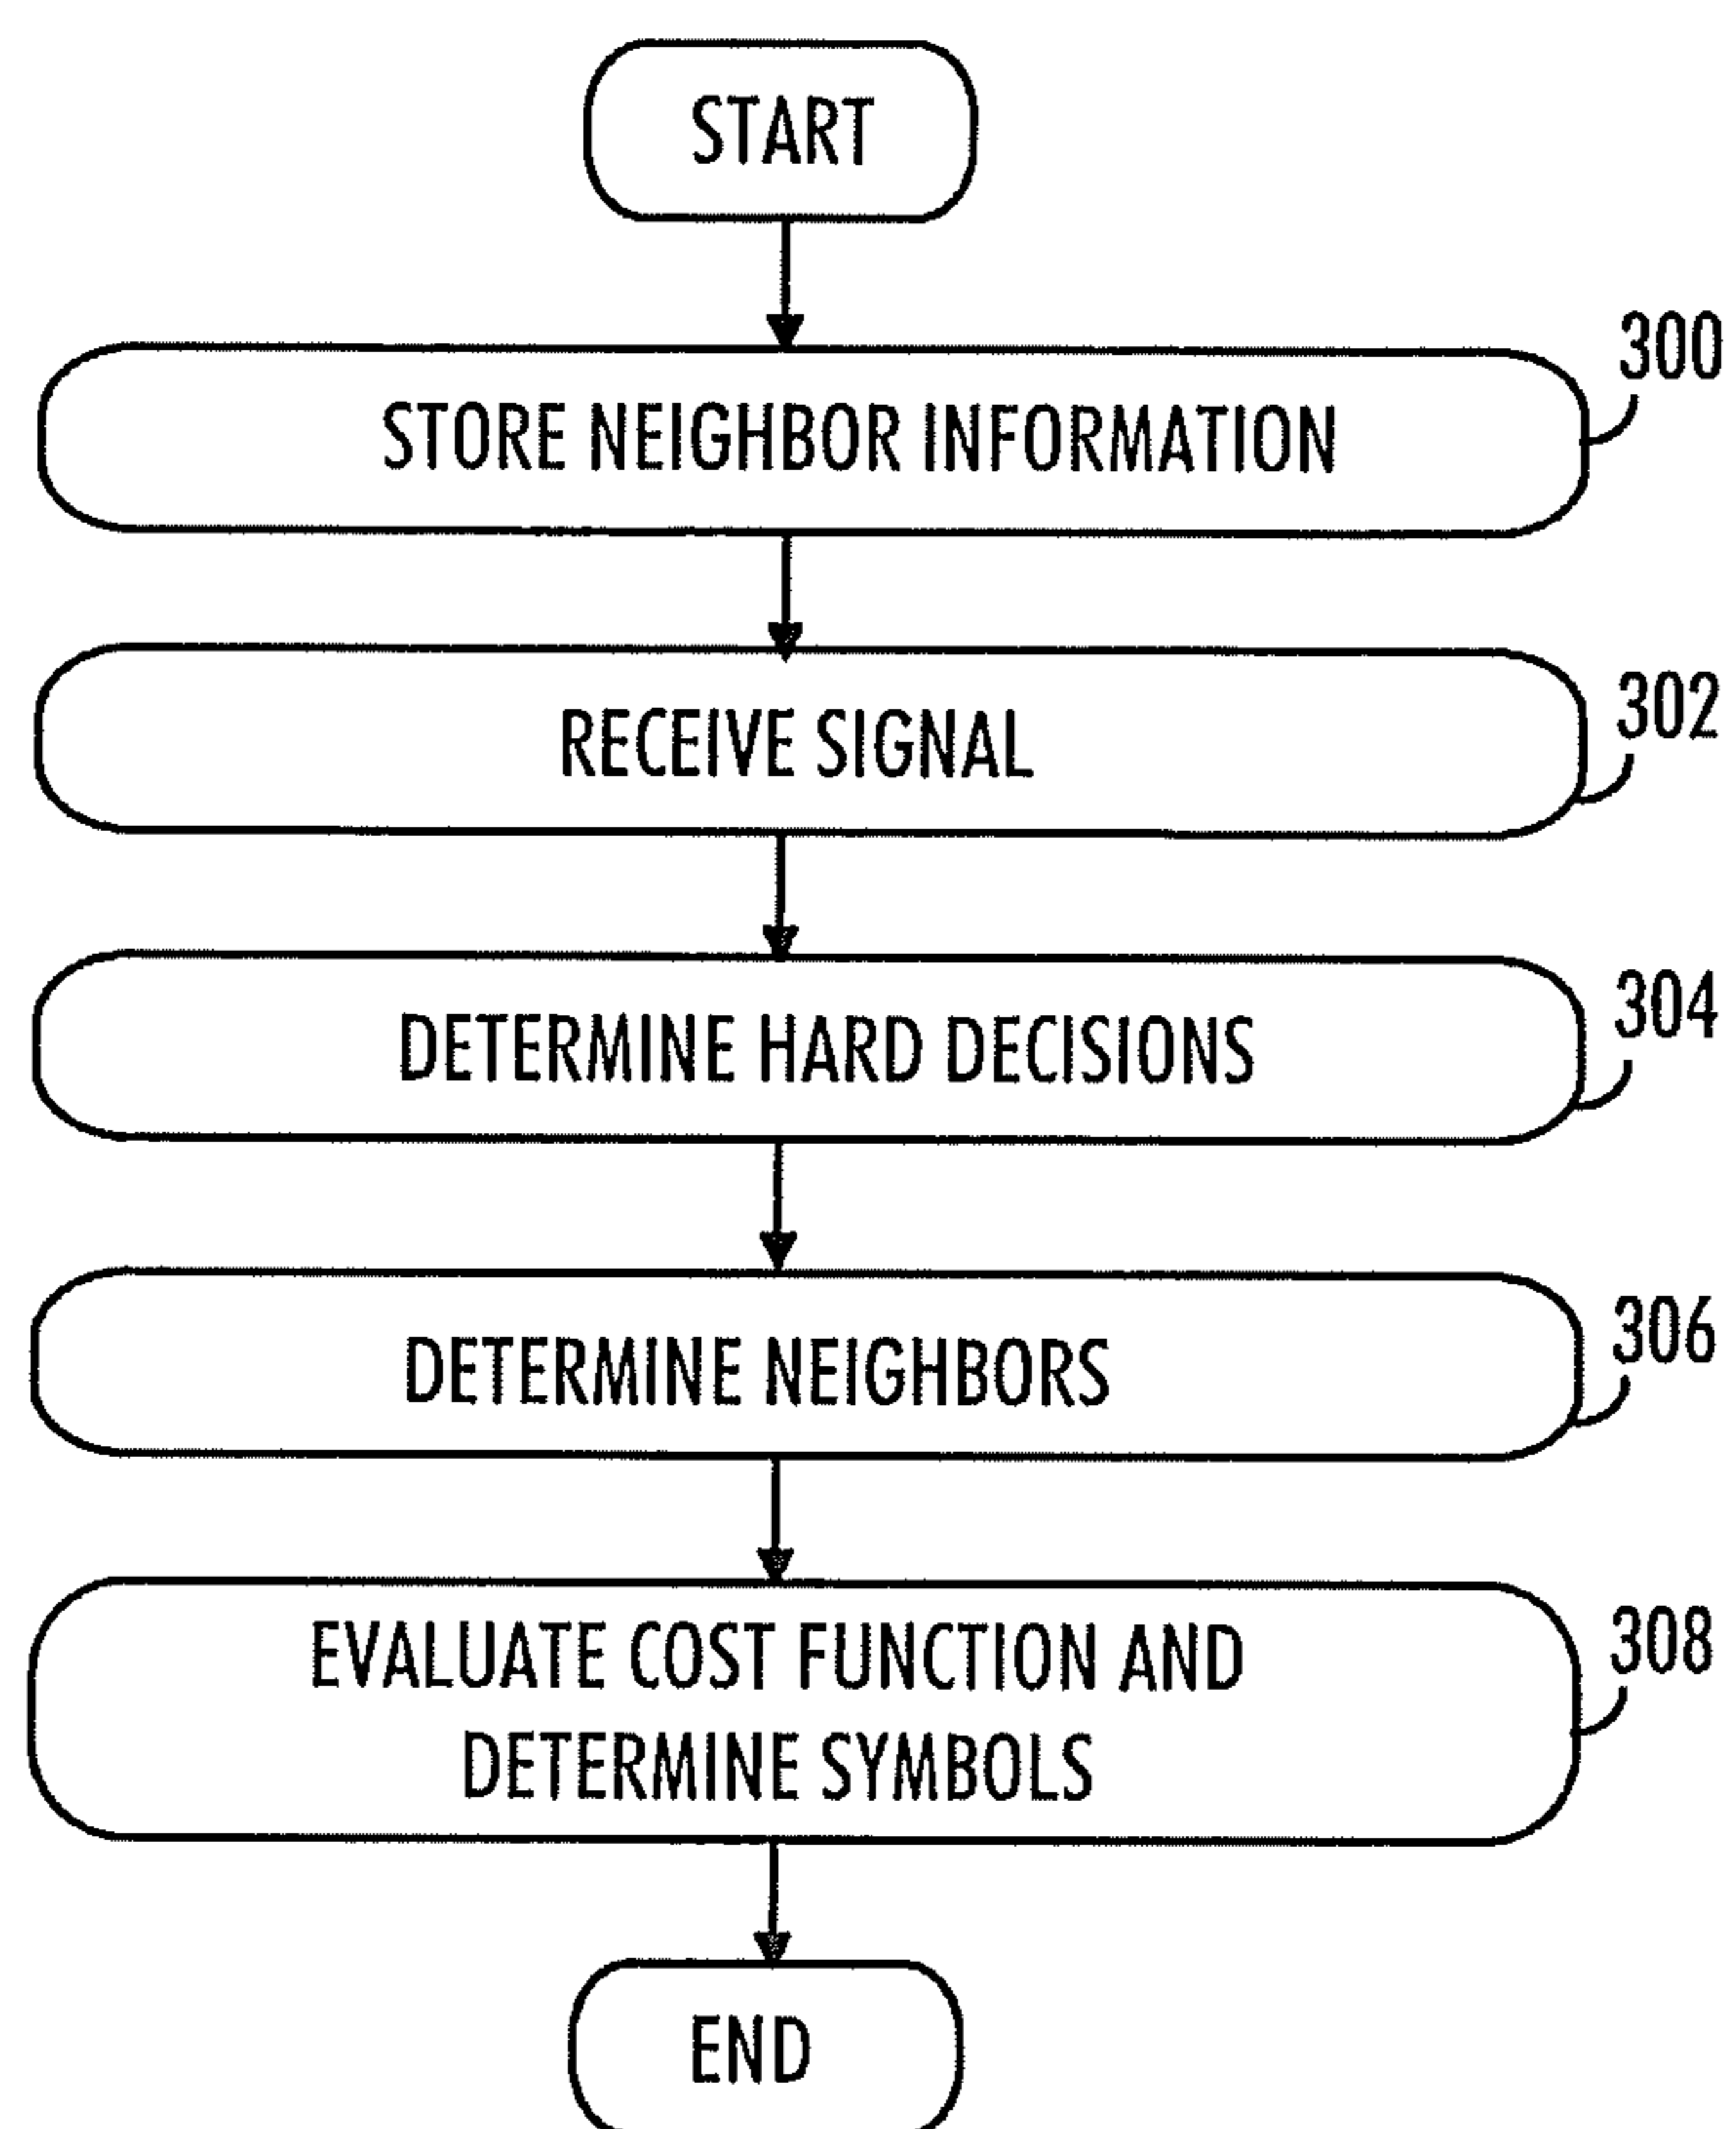 START
300
STORE NEIGHBOR INFORMATION
302
RECEIVE SIGNAL
304
DETERMINE HARD DECISIONS
306
DETERMINE NEIGHBORS
308
EVALUATE COST FUNCTION AND
DETERMINE SYMBOLS
END